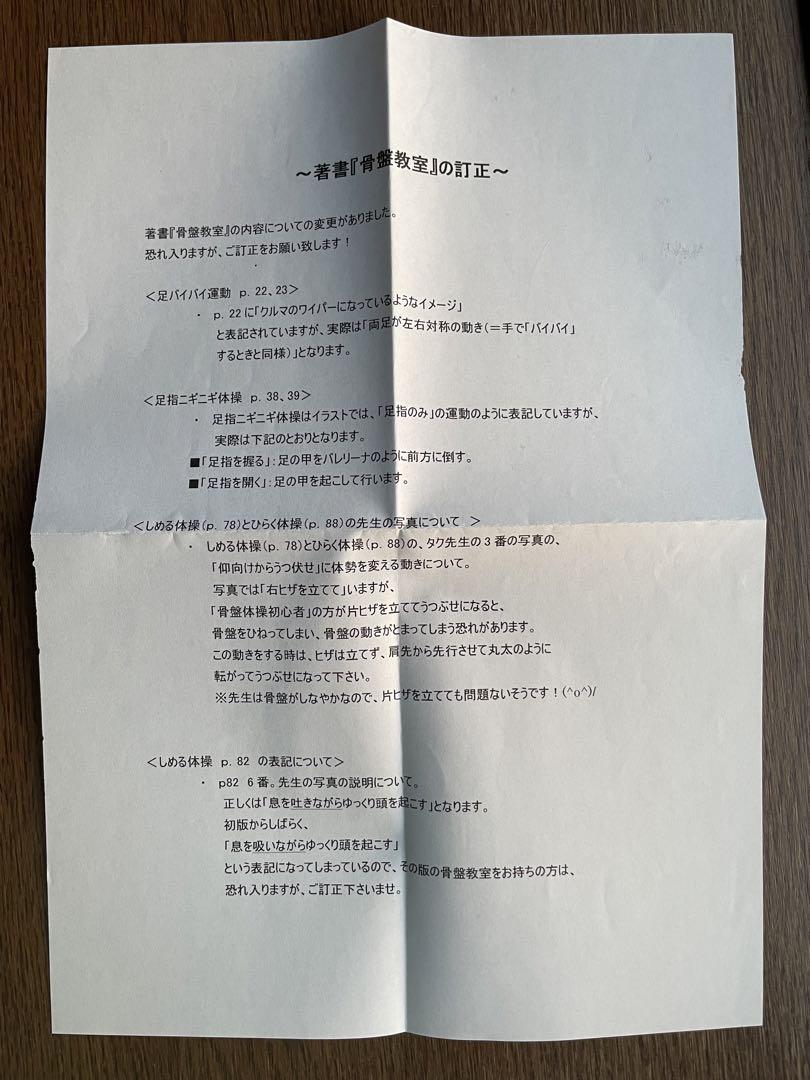 ～著書『骨盤教室』の訂正～
著書『骨盤教室』の内容についての変更がありました。
恐れ入りますが、ご訂正をお願い致します！
＜足バイバイ運動 p. 22、23＞
・ p. 22に「クルマのワイパーになっているようなイメージ」
と表記されていますが、実際は「両足が左右対称の動き（＝手で「バイバイ」
するときと同様）」となります。
＜足指ニギニギ体操 p. 38、39＞
・ 足指ニギニギ体操はイラストでは、「足指のみ」の運動のように表記していますが、
実際は下記のとおりとなります。
■「足指を握る」：足の甲をバレリーナのように前方に倒す。
■「足指を開く」：足の甲を起こして行います。
＜しめる体操（p. 78）とひらく体操（p. 88）の先生の写真について ＞
・ しめる体操（p. 78）とひらく体操（p. 88）の、タク先生の3番の写真の、
「仰向けからうつ伏せ」に体勢を変える動きについて。
写真では「右ヒザを立てて」いますが、
「骨盤体操初心者」の方が片ヒザを立ててうつぶせになると、
骨盤をひねってしまい、骨盤の動きがとまってしまう恐れがあります。
この動きをする時は、ヒザは立てず、肩先から先行させて丸太のように
転がってうつぶせになって下さい。
※先生は骨盤がしなやかなので、片ヒザを立てても問題ないそうです！(^o^)/
＜しめる体操 p. 82 の表記について＞
・ p82 6番。先生の写真の説明について。
正しくは「息を吐きながらゆっくり頭を起こす」となります。
初版からしばらく、
「息を吸いながらゆっくり頭を起こす」
という表記になってしまっているので、その版の骨盤教室をお持ちの方は、
恐れ入りますが、ご訂正下さいませ。